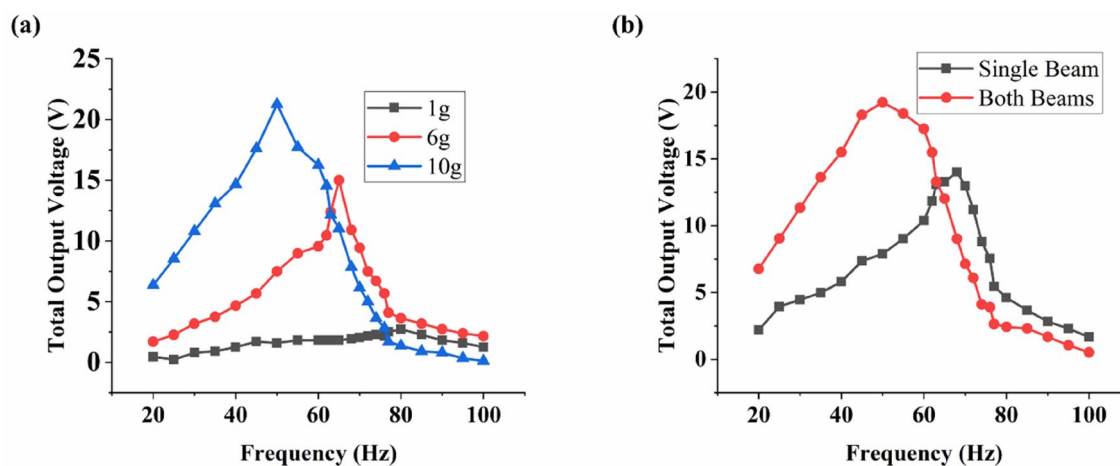 (a)
Total Output Voltage (V)
25
20
15
10
5
0
1g
6g
10g
20 40 60 80 100
Frequency (Hz)
(b)
Total Output Voltage (V)
20
15
10
5
0
Single Beam
Both Beams
20 40 60 80 100
Frequency (Hz)